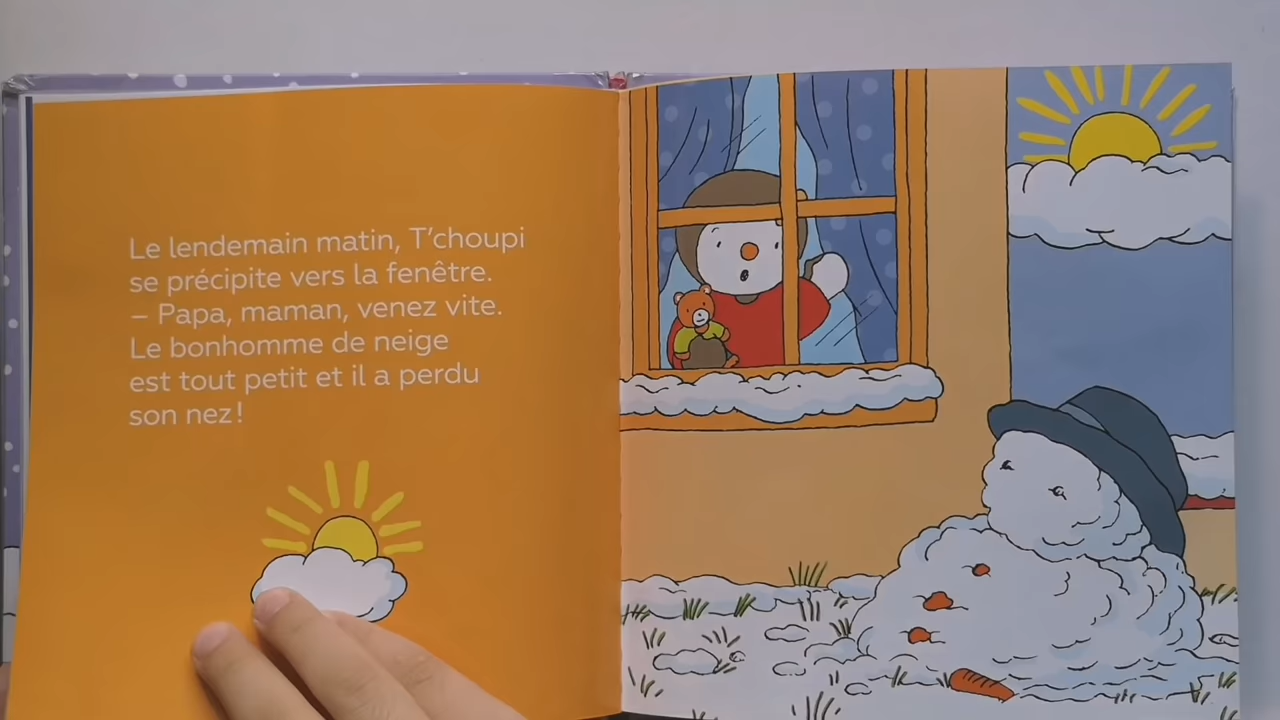 Le lendemain matin, T'choupi
se précipite vers la fenêtre.
– Papa, maman, venez vite.
Le bonhomme de neige
est tout petit et il a perdu
son nez !